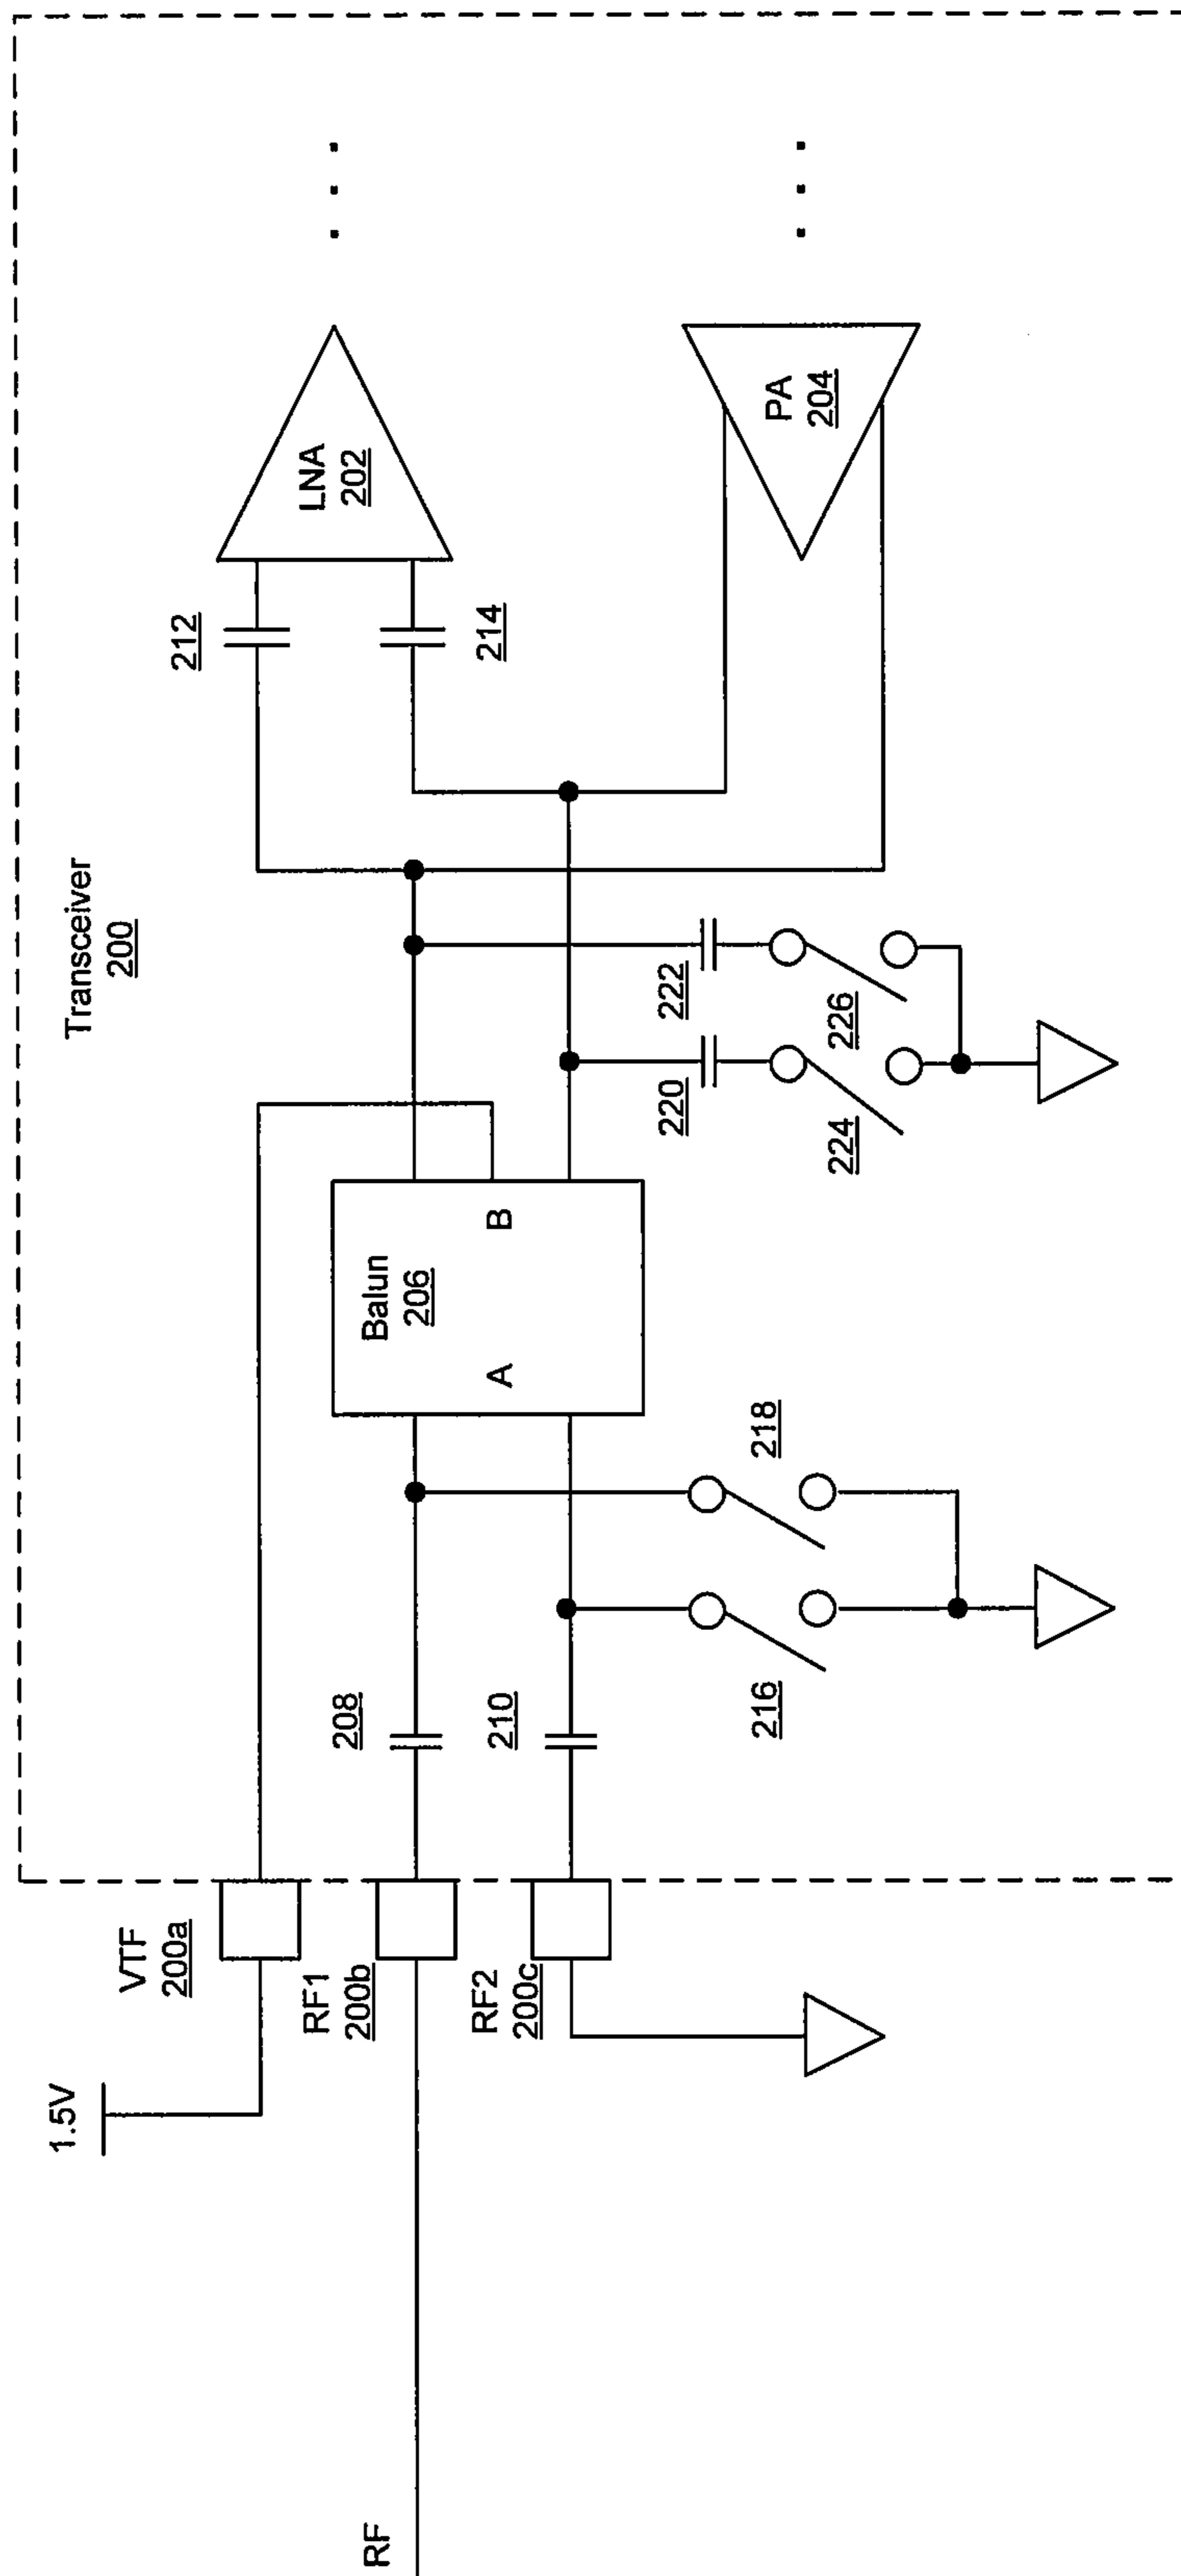 Transceiver
200
1.5V
VTF
200a
RF1
200b
RF2
200c
RF
208
210
216
218
Balun
206
A
B
220
222
224
226
212
214
LNA
202
PA
204